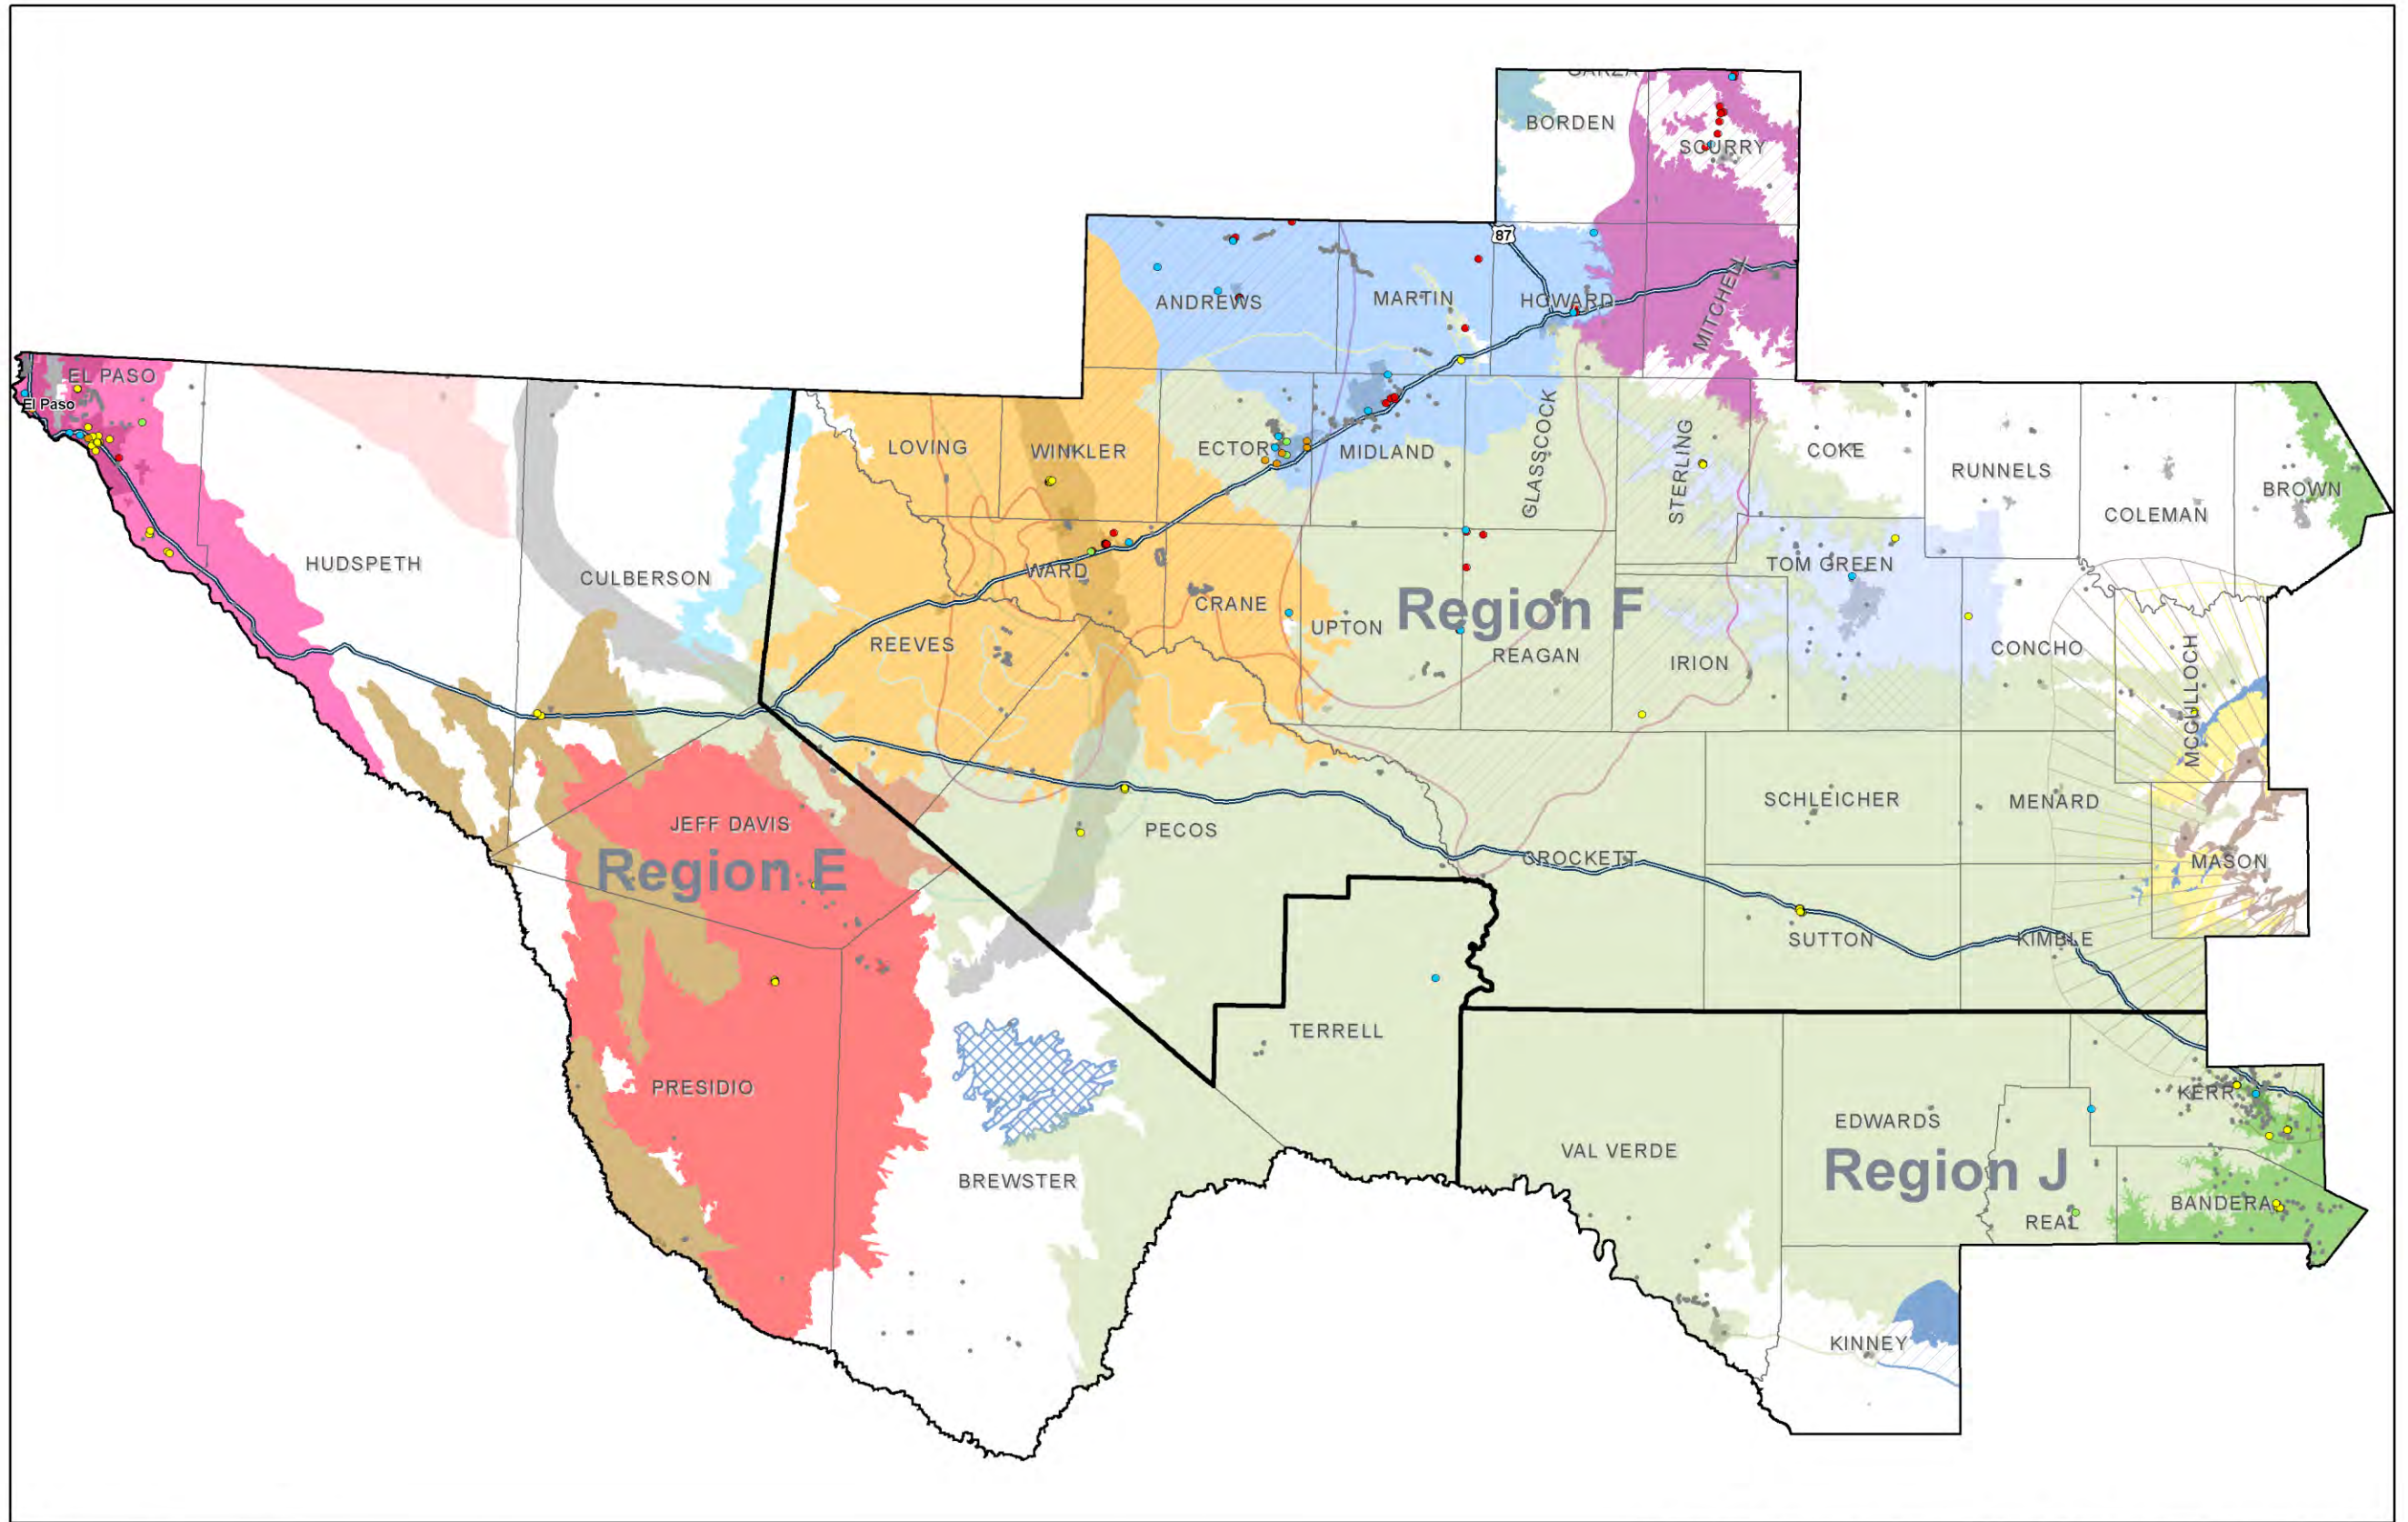 GARZA
BORDEN
SCURRY
87
ANDREWS
MARTIN
HOWARD
MITCHELL
EL PASO
El Paso
LOVING
WINKLER
ECTOR
MIDLAND
GLASSCOCK
STERLING
COKE
RUNNELS
COLEMAN
BROWN
HUDSPETH
CULBERSON
WARD
CRANE
REEVES
UPTON
Region F
REAGAN
IRION
TOM GREEN
CONCHO
MCCULLOCH
JEFF DAVIS
Region E
PECOS
SCHLEICHER
MENARD
CROCKETT
MASON
SUTTON
KIMBLE
PRESIDIO
TERRELL
BREWSTER
VAL VERDE
EDWARDS
KERR
Region J
REAL
BANDERA
KINNEY